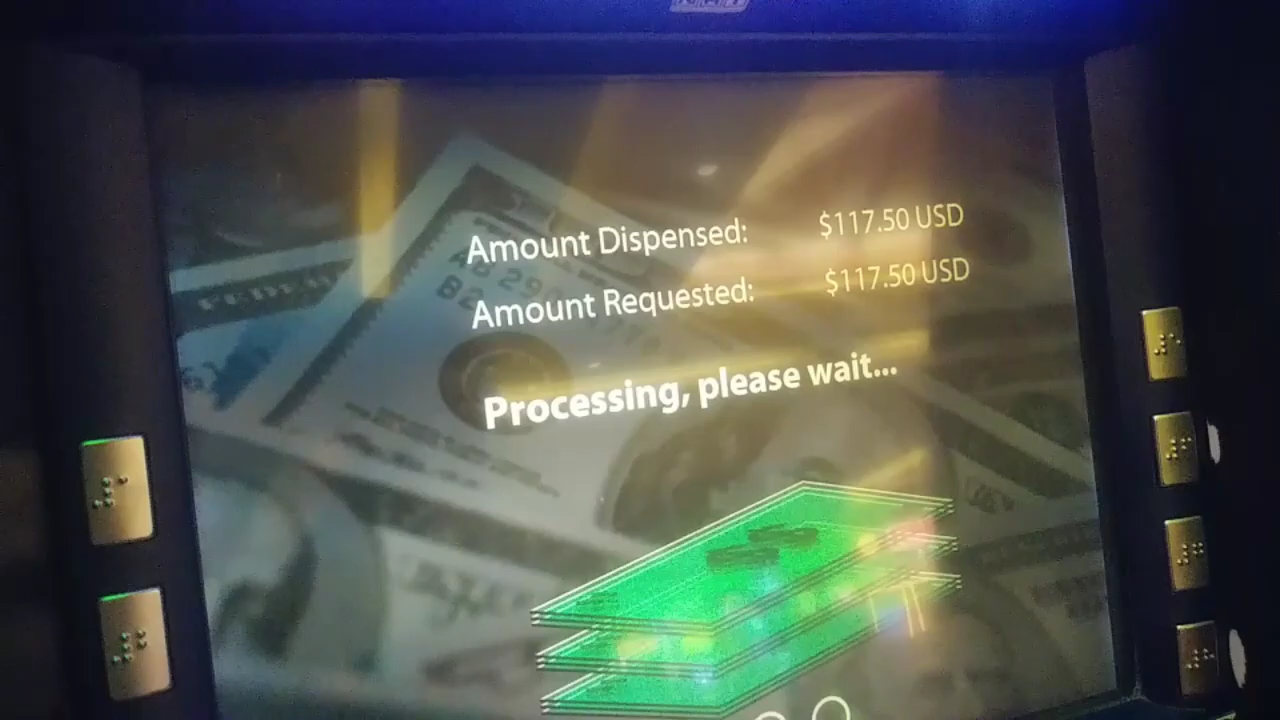 Amount Dispensed: $117.50 USD
Amount Requested: $117.50 USD
Processing, please wait...